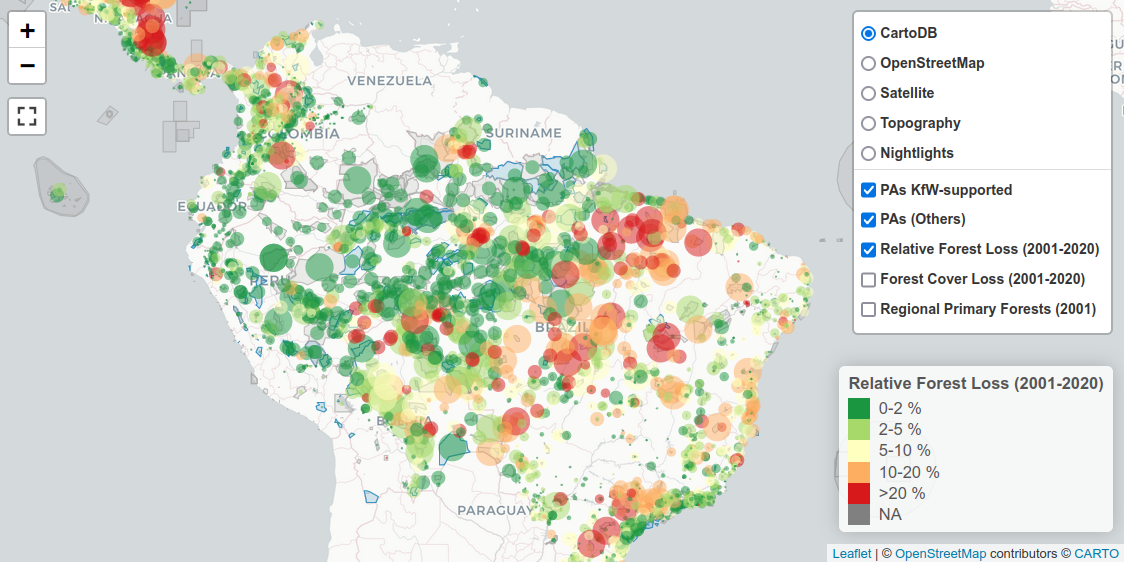 +
−
VENEZUELA
SURINAME
COLOMBIA
ECUADOR
PERU
BRAZIL
PARAGUAY
CartoDB
OpenStreetMap
Satellite
Topography
Nightlights
PAs KfW-supported
PAs (Others)
Relative Forest Loss (2001-2020)
Forest Cover Loss (2001-2020)
Regional Primary Forests (2001)
Relative Forest Loss (2001-2020)
0-2 %
2-5 %
5-10 %
10-20 %
>20 %
NA
Leaflet | © OpenStreetMap contributors © CARTO